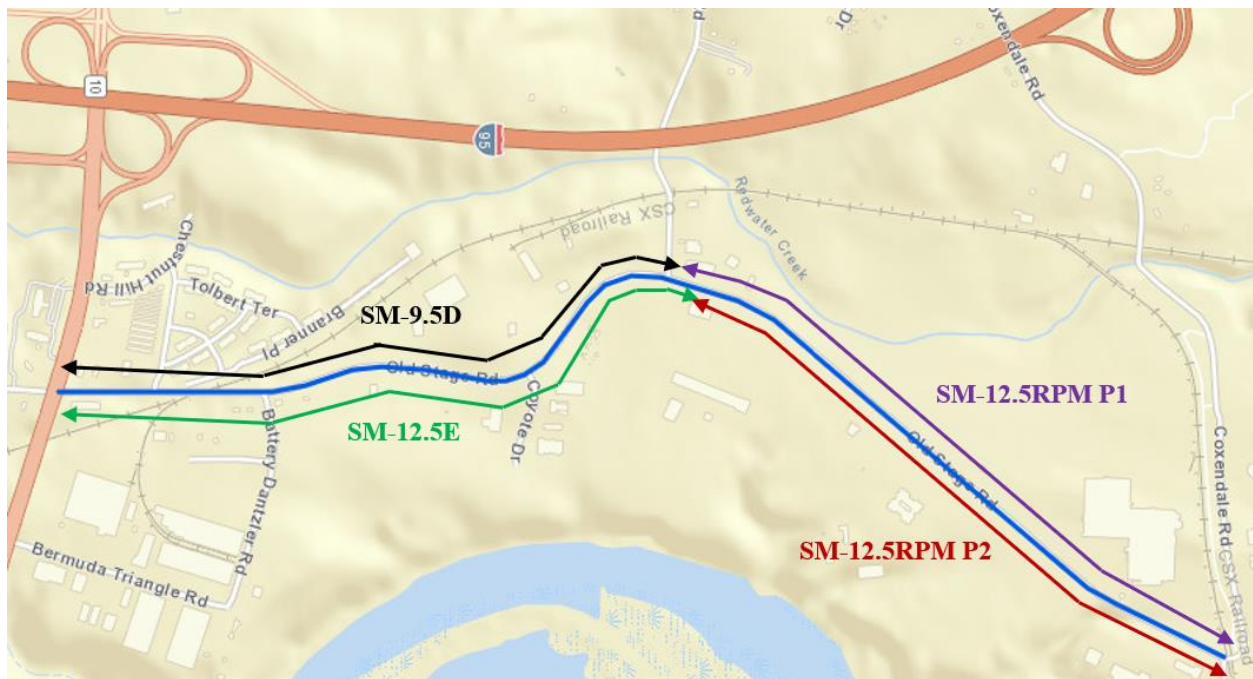 Rd
Dr
Coxendale Rd
10
95
Redwater Creek
CSX Railroad
Chestnut Hill Rd
Tolbert Ter
Branner Pl
SM-9.5D
Old Stage Rd
SM-12.5E
Coyote Dr
Battery Dantzler Rd
SM-12.5RPM P1
Old Stage Rd
SM-12.5RPM P2
Coxendale Rd
CSX Railroad
Bermuda Triangle Rd